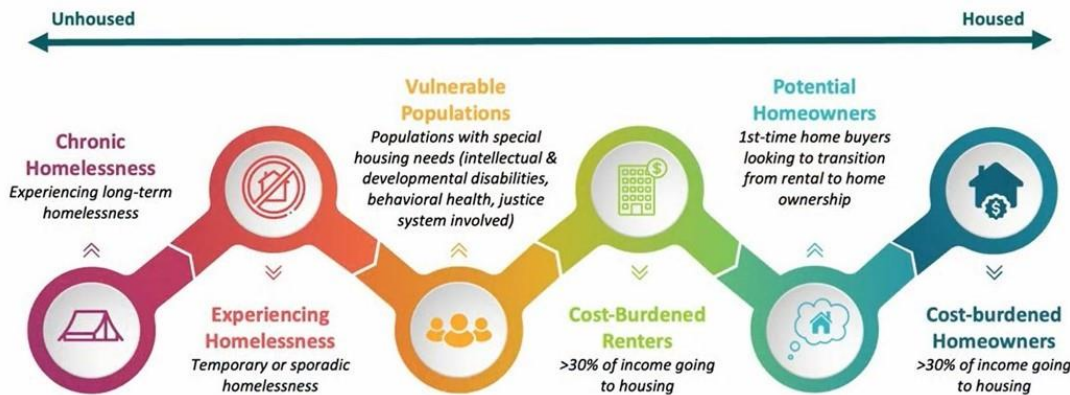 Unhoused
Housed
Chronic
Homelessness
Experiencing long-term
homelessness
Experiencing
Homelessness
Temporary or sporadic
homelessness
Vulnerable
Populations
Populations with special
housing needs (intellectual &
developmental disabilities,
behavioral health, justice
system involved)
Cost-Burdened
Renters
>30% of income going
to housing
Potential
Homeowners
1st-time home buyers
looking to transition
from rental to home
ownership
Cost-burdened
Homeowners
>30% of income going
to housing